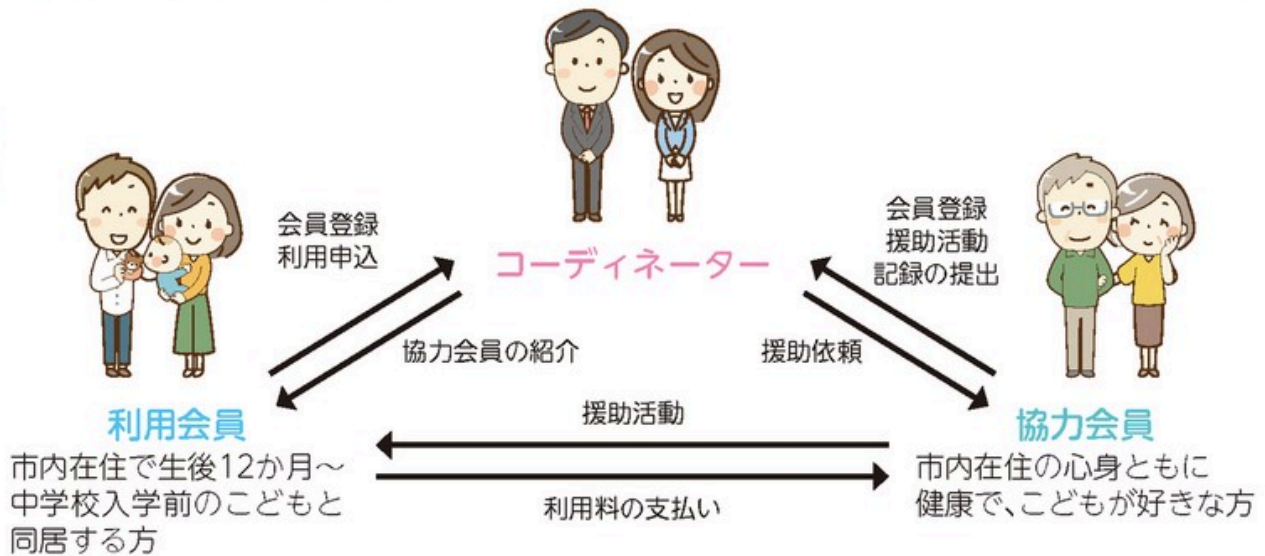 コーディネーター
会員登録
利用申込
会員登録
援助活動
記録の提出
協力会員の紹介
援助依頼
援助活動
利用料の支払い
利用会員
市内在住で生後12か月~
中学校入学前のこどもと
同居する方
協力会員
市内在住の心身ともに
健康で、こどもが好きな方